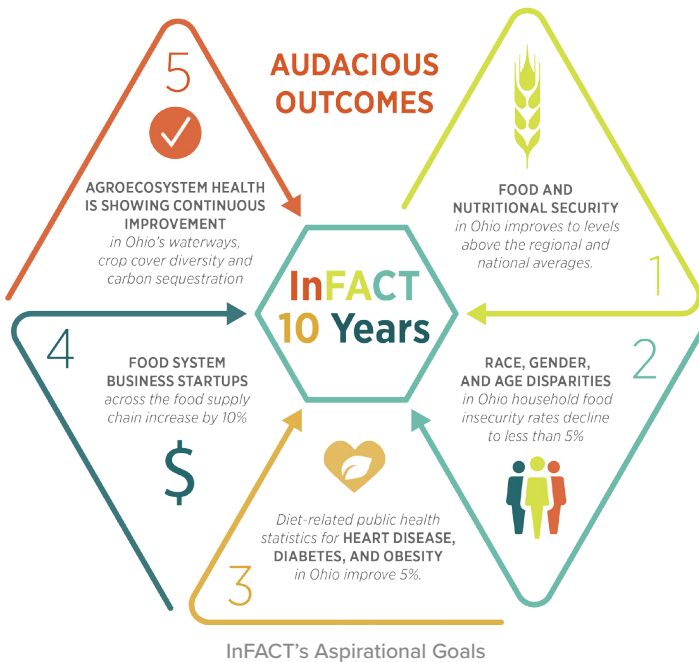 AUDACIOUS
OUTCOMES
1
FOOD AND
NUTRITIONAL SECURITY
in Ohio improves to levels
above the regional and
national averages.
2
RACE, GENDER,
AND AGE DISPARITIES
in Ohio household food
insecurity rates decline
to less than 5%
3
Diet-related public health
statistics for HEART DISEASE,
DIABETES, AND OBESITY
in Ohio improve 5%.
4
FOOD SYSTEM
BUSINESS STARTUPS
across the food supply
chain increase by 10%
$
5
AGROECOSYSTEM HEALTH
IS SHOWING CONTINUOUS
IMPROVEMENT
in Ohio's waterways,
crop cover diversity and
carbon sequestration
InFACT
10 Years
InFACT's Aspirational Goals